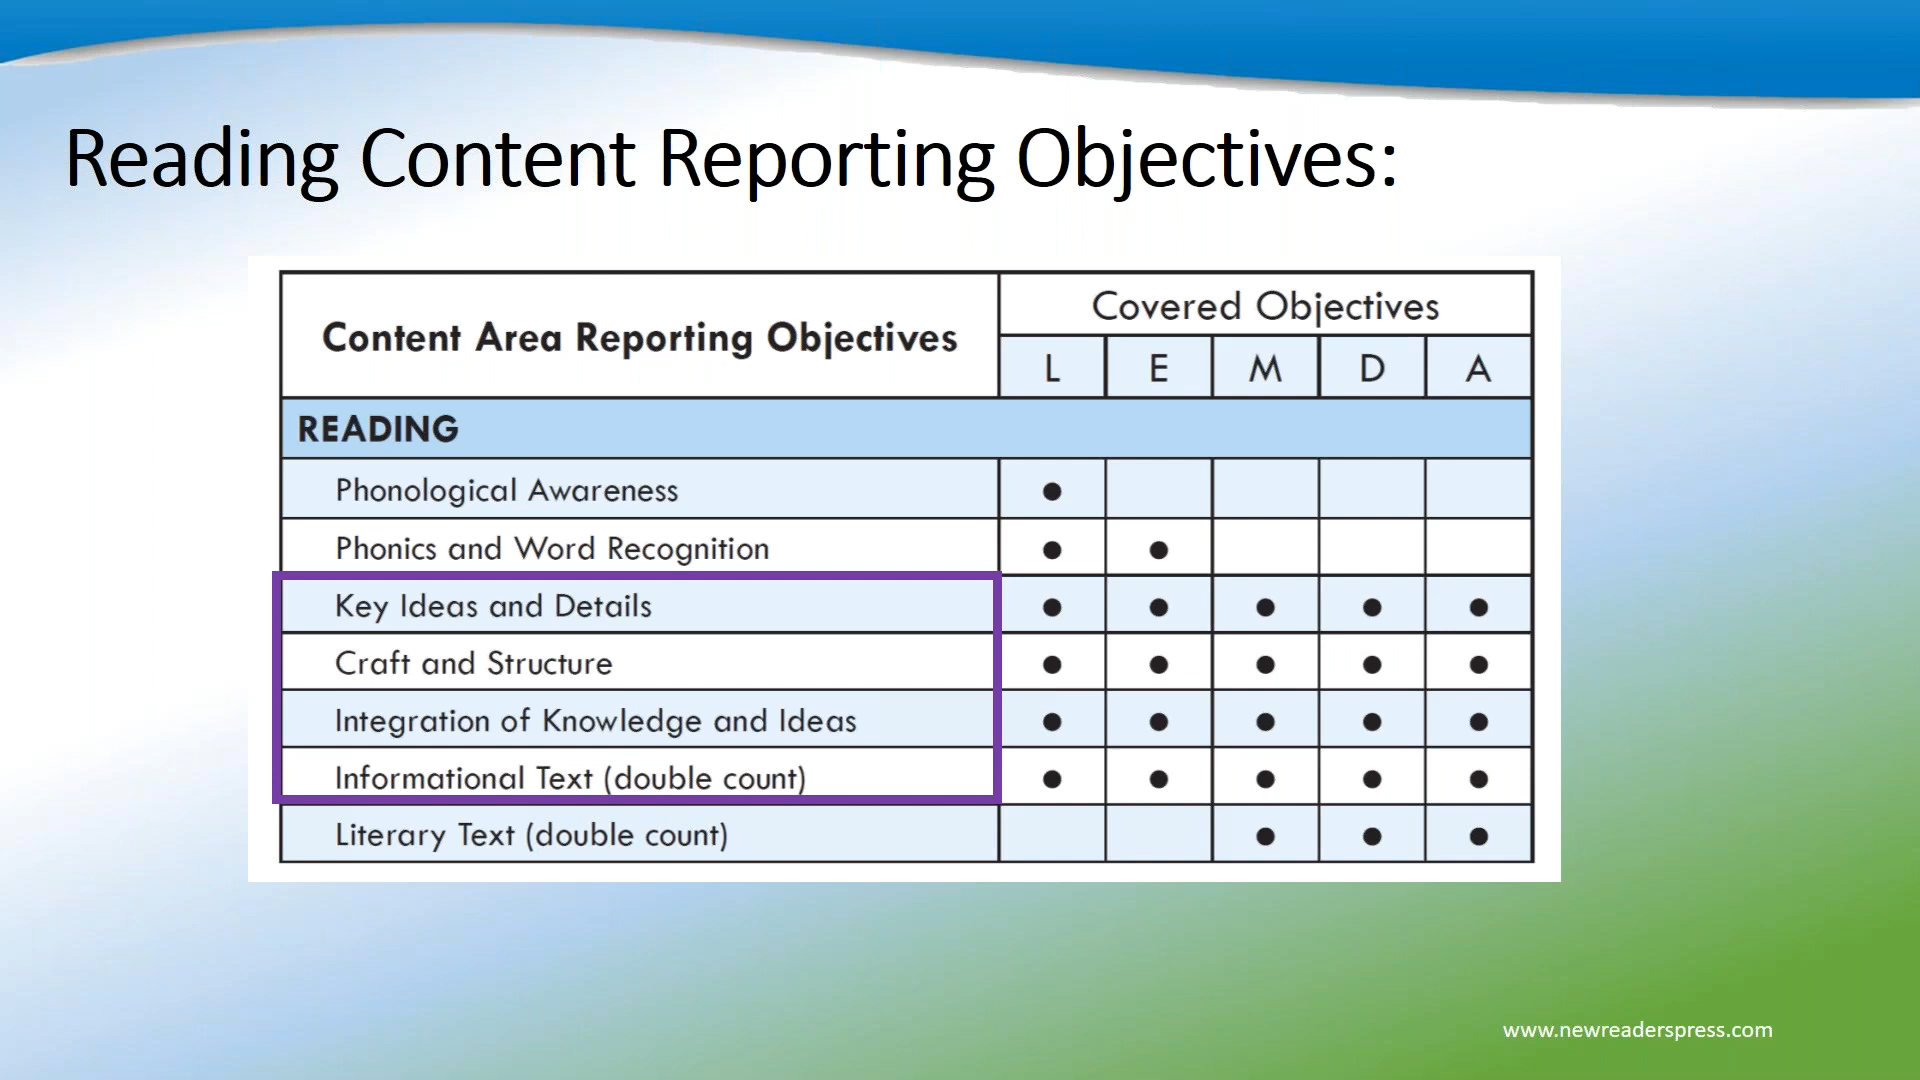 Reading Content Reporting Objectives:
Content Area Reporting Objectives
Covered Objectives
L E M D A
READING
Phonological Awareness ●
Phonics and Word Recognition ● ●
Key Ideas and Details ● ● ● ● ●
Craft and Structure ● ● ● ● ●
Integration of Knowledge and Ideas ● ● ● ● ●
Informational Text (double count) ● ● ● ● ●
Literary Text (double count) ● ● ●
www.newreaderspress.com